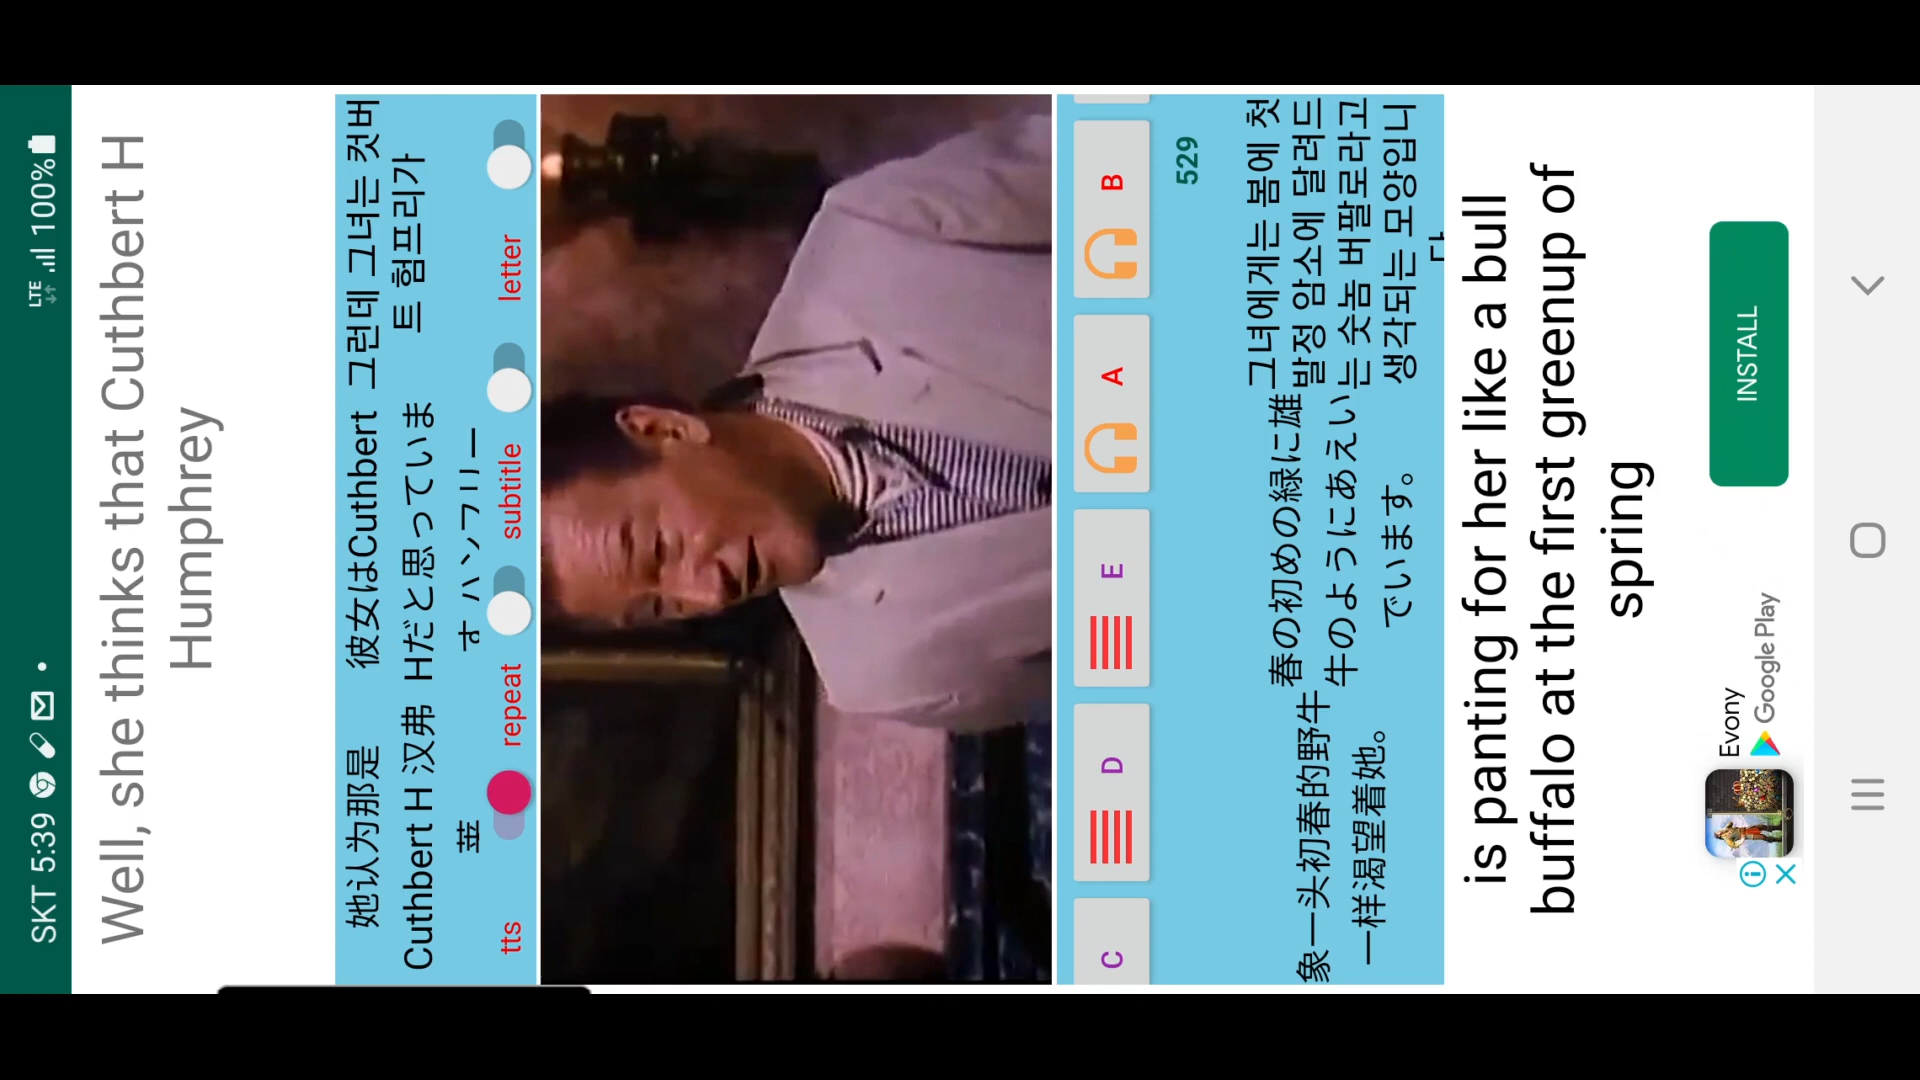 SKT 5:39
LTE
100%
Well, she thinks that Cuthbert H
Humphrey
她认为那是
Cuthbert H 汉弗
莲
彼女はCuthbert
Hだと思っていま
す ハンフリー
그런데 그녀는 컷버
트 험프리가
tts
repeat
subtitle
letter
C
D
E
A
B
529
象一头初春的野牛
一样渴望着她。
春の初めの緑に雄
牛のようにあえい
でいます。
그녀에게는 봄에 첫
발정 암소에 달려드
는 숫놈 버팔로라고
생각되는 모양입니
is panting for her like a bull
buffalo at the first greenup of
spring
Evony
Google Play
INSTALL